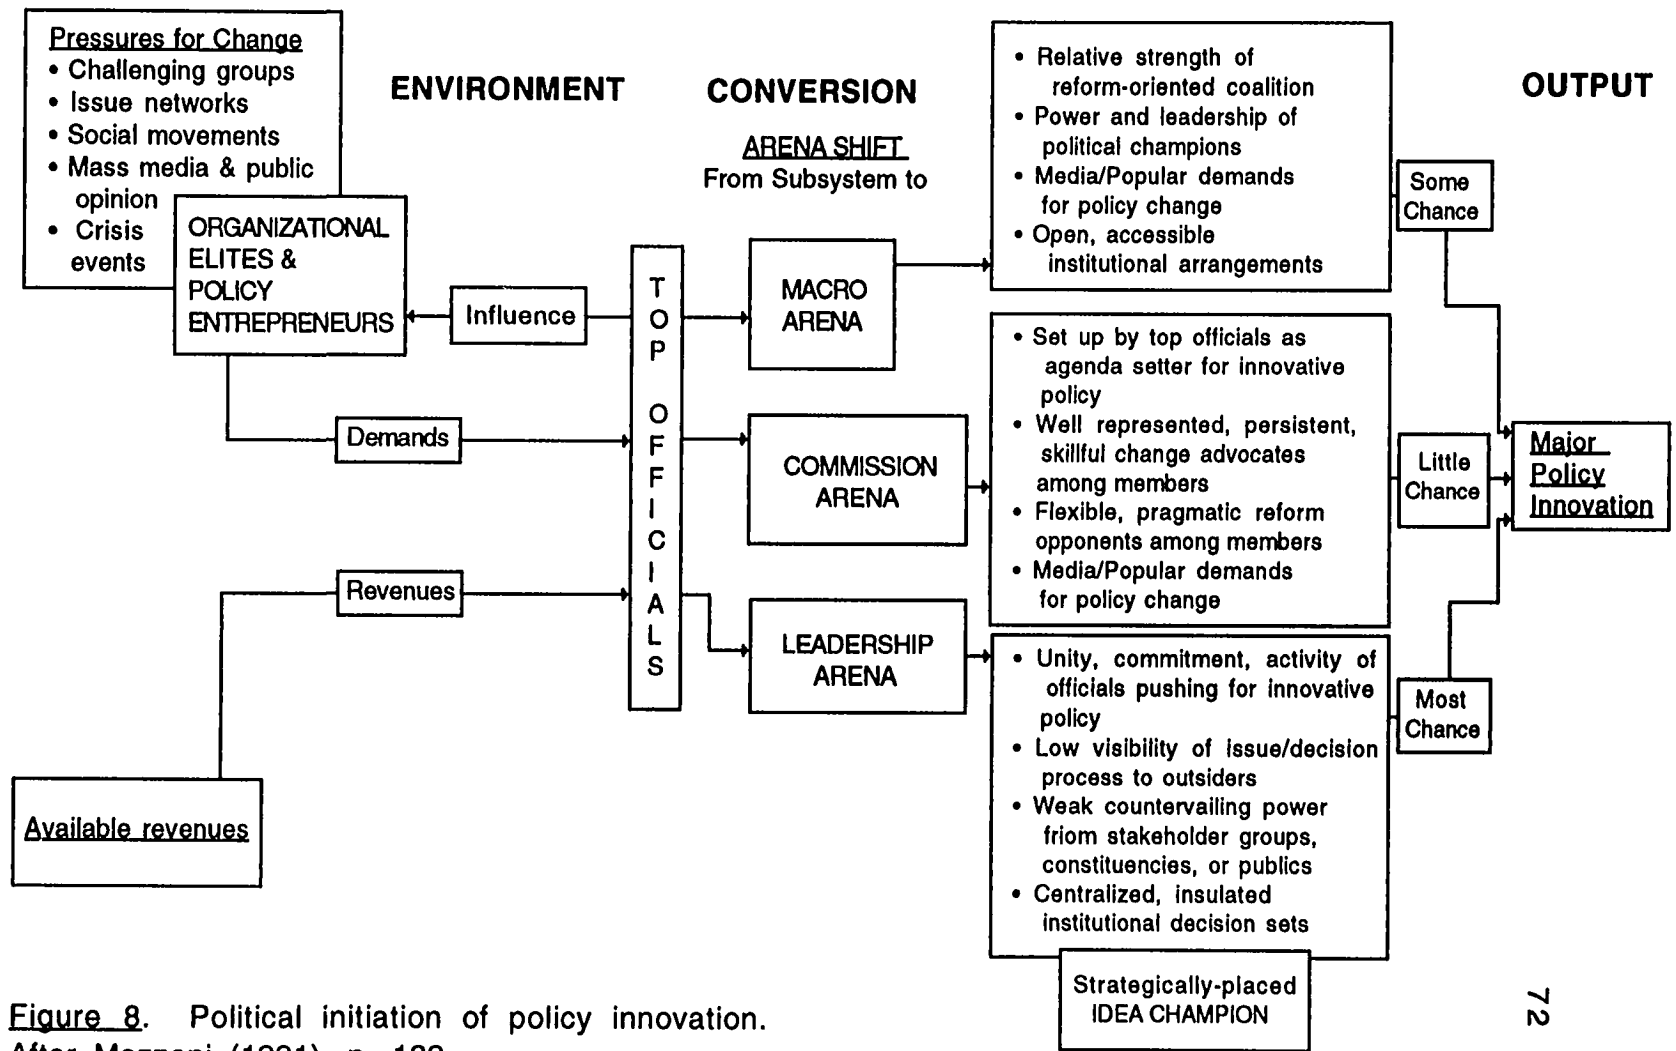 Pressures for Change
• Challenging groups
• Issue networks
• Social movements
• Mass media & public
opinion
• Crisis
events
ORGANIZATIONAL
ELITES &
POLICY
ENTREPRENEURS
ENVIRONMENT
Influence
Demands
Revenues
Available revenues
TOP OFFICIALS
CONVERSION
ARENA SHIFT
From Subsystem to
MACRO
ARENA
COMMISSION
ARENA
LEADERSHIP
ARENA
• Relative strength of
reform-oriented coalition
• Power and leadership of
political champions
• Media/Popular demands
for policy change
• Open, accessible
institutional arrangements
• Set up by top officials as
agenda setter for innovative
policy
• Well represented, persistent,
skillful change advocates
among members
• Flexible, pragmatic reform
opponents among members
• Media/Popular demands
for policy change
• Unity, commitment, activity of
officials pushing for innovative
policy
• Low visibility of issue/decision
process to outsiders
• Weak countervailing power
friom stakeholder groups,
constituencies, or publics
• Centralized, insulated
institutional decision sets
Strategically-placed
IDEA CHAMPION
OUTPUT
Some
Chance
Little
Chance
Most
Chance
Major
Policy
Innovation
Figure 8. Political initiation of policy innovation.
72